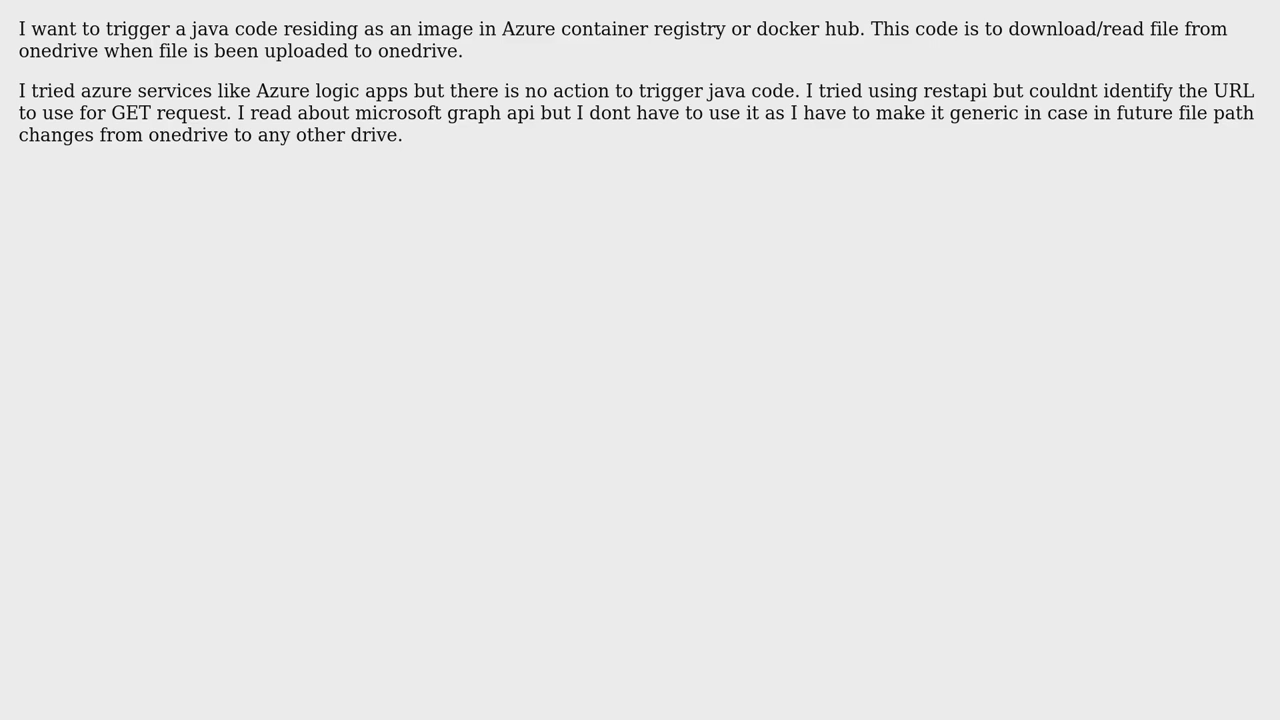 I want to trigger a java code residing as an image in Azure container registry or docker hub. This code is to download/read file from
onedrive when file is been uploaded to onedrive.
I tried azure services like Azure logic apps but there is no action to trigger java code. I tried using restapi but couldnt identify the URL
to use for GET request. I read about microsoft graph api but I dont have to use it as I have to make it generic in case in future file path
changes from onedrive to any other drive.